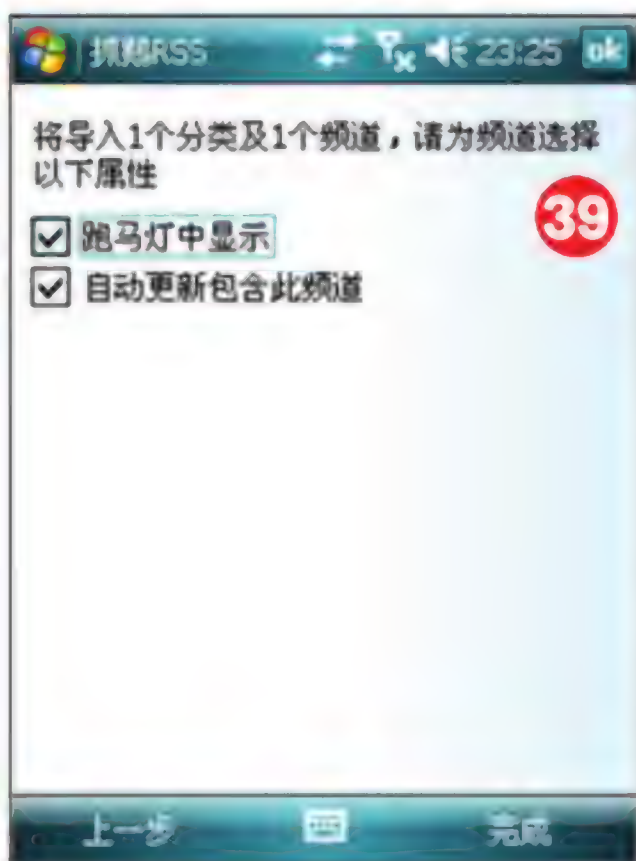 抓鱼RSS 23:25 ok
将导入1个分类及1个频道，请为频道选择
以下属性
39
跑马灯中显示
自动更新包含此频道
上一步 完成